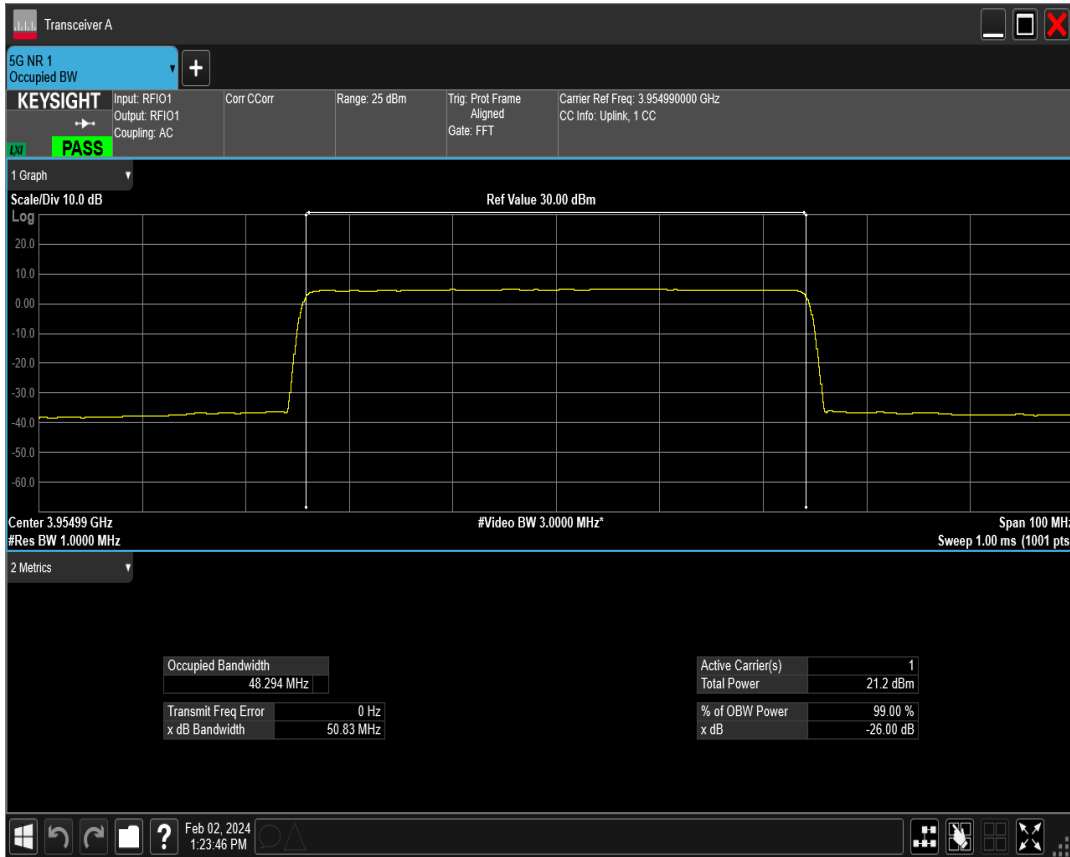 Transceiver A
5G NR 1
Occupied BW
+
KEYSIGHT
LXI
PASS
Input: RFIO1
Output: RFIO1
Coupling: AC
Corr CCorr
Range: 25 dBm
Trig: Prot Frame
Aligned
Gate: FFT
Carrier Ref Freq: 3.954990000 GHz
CC Info: Uplink, 1 CC
1 Graph
Scale/Div 10.0 dB
Ref Value 30.00 dBm
Log
20.0
10.0
0.00
-10.0
-20.0
-30.0
-40.0
-50.0
-60.0
Center 3.95499 GHz
#Video BW 3.0000 MHz*
Span 100 MHz
#Res BW 1.0000 MHz
Sweep 1.00 ms (1001 pts
2 Metrics
Occupied Bandwidth
48.294 MHz
Transmit Freq Error 0 Hz
x dB Bandwidth 50.83 MHz
Active Carrier(s) 1
Total Power 21.2 dBm
% of OBW Power 99.00 %
x dB -26.00 dB
?
Feb 02, 2024
1:23:46 PM